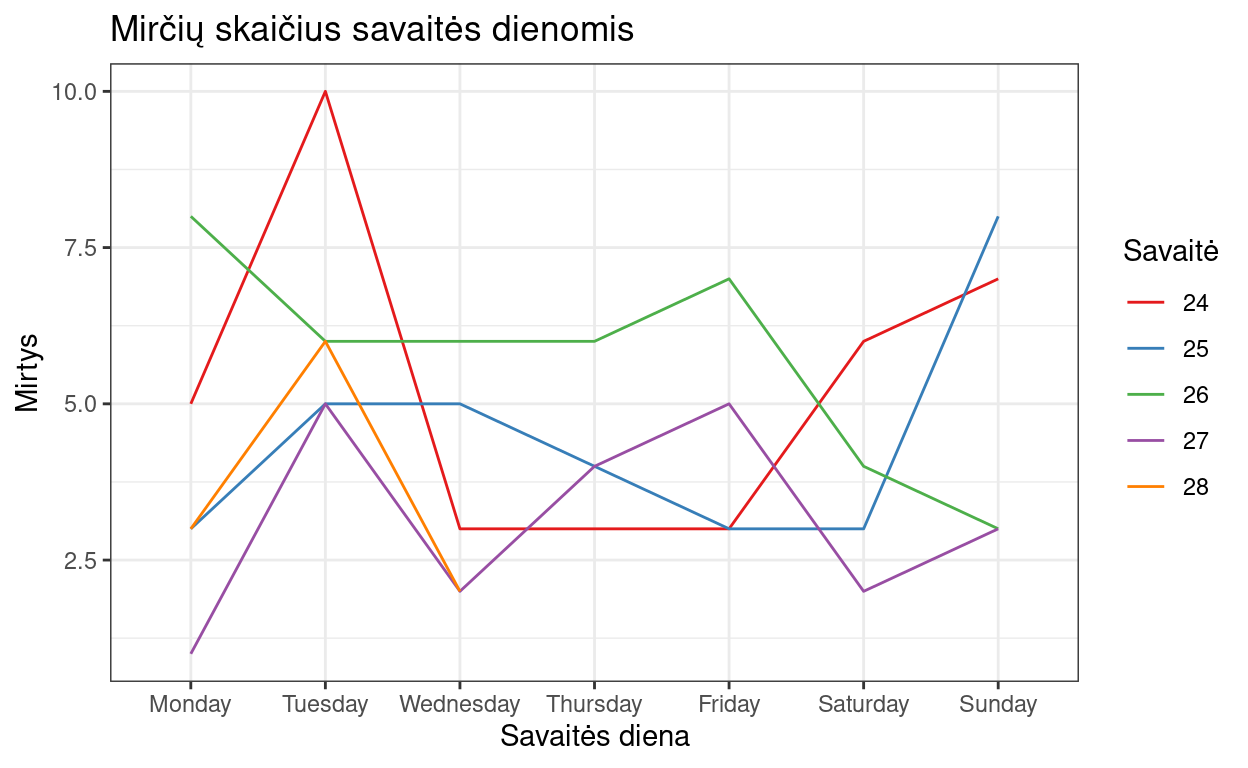 Mirčių skaičius savaitės dienomis
10.0
7.5
5.0
2.5
Mirtys
Monday Tuesday Wednesday Thursday Friday Saturday Sunday
Savaitės diena
Savaitė
24
25
26
27
28